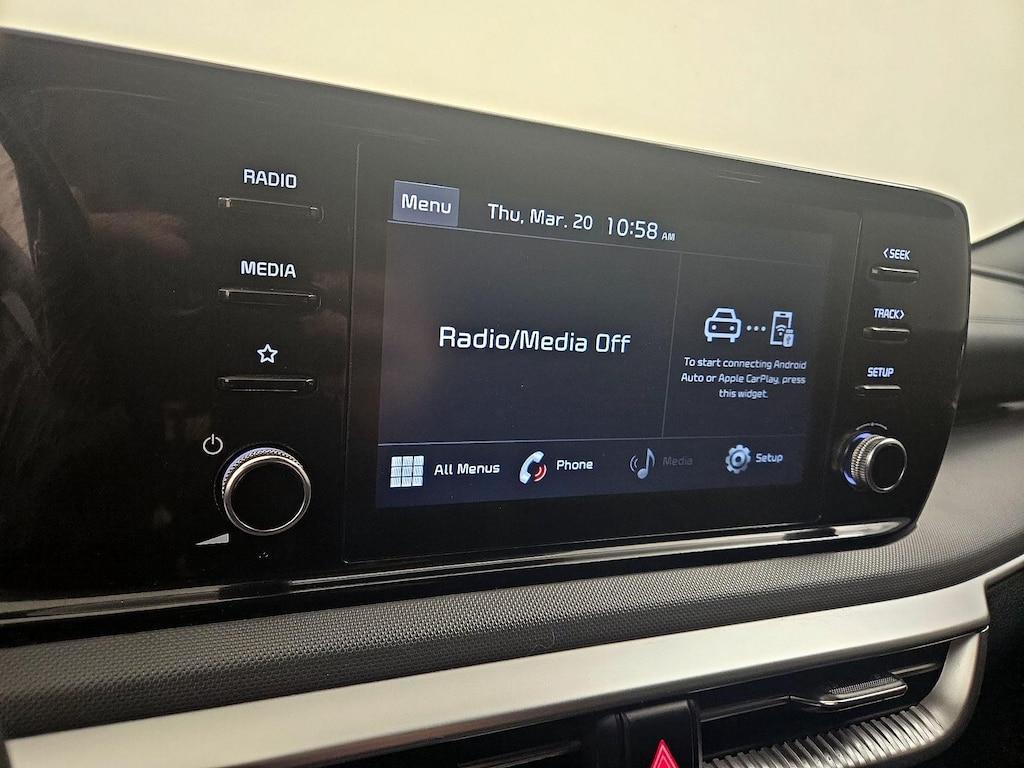 RADIO
MEDIA
Menu
Thu, Mar. 20 10:58 AM
Radio/Media Off
To start connecting Android
Auto or Apple CarPlay, press
this widget.
All Menus
Phone
Media
Setup
<SEEK
TRACK>
SETUP